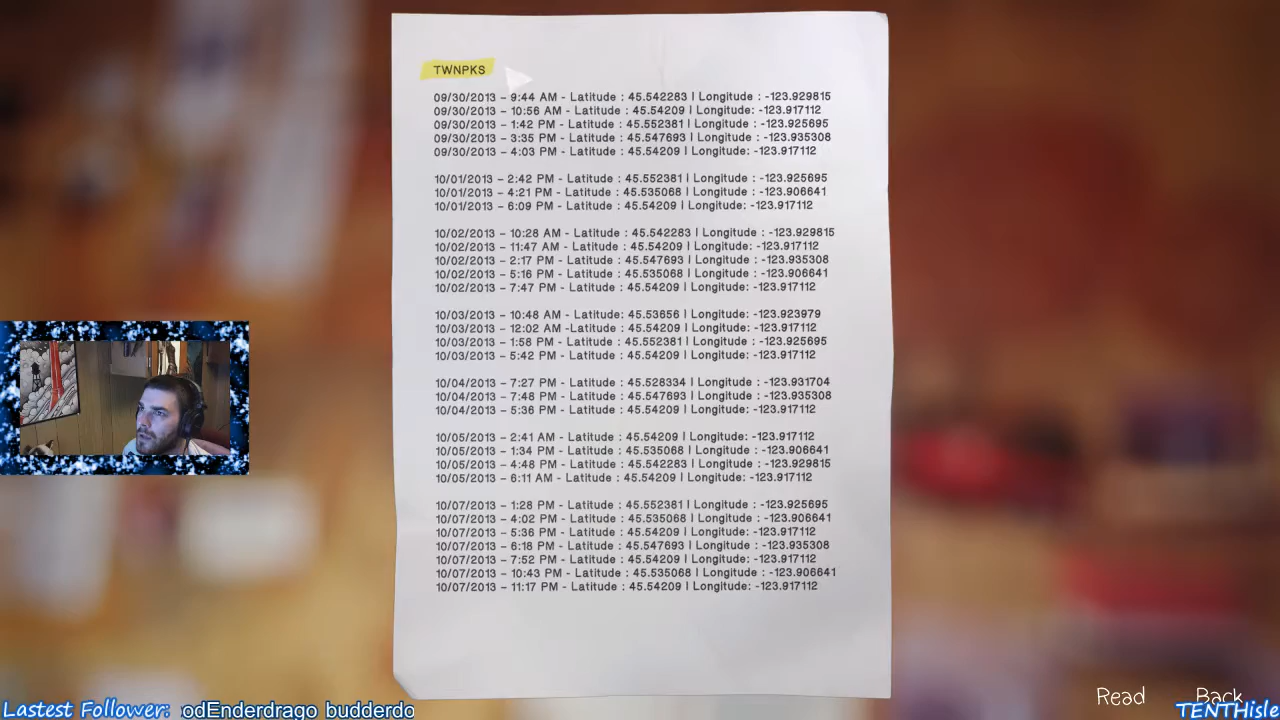 TWNPKS
09/30/2013 - 9:44 AM - Latitude : 45.542283 | Longitude : -123.929815
09/30/2013 - 10:56 AM - Latitude : 45.54209 | Longitude: -123.917112
09/30/2013 - 1:42 PM - Latitude : 45.552381 | Longitude : -123.925695
09/30/2013 - 3:35 PM - Latitude : 45.547693 | Longitude : -123.935308
09/30/2013 - 4:03 PM - Latitude : 45.54209 | Longitude: -123.917112
10/01/2013 - 2:42 PM - Latitude : 45.552381 | Longitude : -123.925695
10/01/2013 - 4:21 PM - Latitude : 45.535068 | Longitude : -123.906641
10/01/2013 - 6:09 PM - Latitude : 45.54209 | Longitude: -123.917112
10/02/2013 - 10:28 AM - Latitude : 45.542283 | Longitude : -123.929815
10/02/2013 - 11:47 AM - Latitude : 45.54209 | Longitude: -123.917112
10/02/2013 - 2:17 PM - Latitude : 45.547693 | Longitude : -123.935308
10/02/2013 - 5:16 PM - Latitude : 45.535068 | Longitude : -123.906641
10/02/2013 - 7:47 PM - Latitude : 45.54209 | Longitude: -123.917112
10/03/2013 - 10:48 AM - Latitude: 45.53656 | Longitude : -123.923979
10/03/2013 - 12:02 AM -Latitude : 45.54209 | Longitude: -123.917112
10/03/2013 - 1:58 PM - Latitude : 45.552381 | Longitude : -123.925695
10/03/2013 - 5:42 PM - Latitude : 45.54209 | Longitude: -123.917112
10/04/2013 - 7:27 PM - Latitude : 45.528334 | Longitude : -123.931704
10/04/2013 - 7:48 PM - Latitude : 45.547693 | Longitude : -123.935308
10/04/2013 - 5:36 PM - Latitude : 45.54209 | Longitude: -123.917112
10/05/2013 - 2:41 AM - Latitude : 45.54209 | Longitude: -123.917112
10/05/2013 - 1:34 PM - Latitude : 45.535068 | Longitude : -123.906641
10/05/2013 - 4:48 PM - Latitude : 45.542283 | Longitude : -123.929815
10/05/2013 - 6:11 AM - Latitude : 45.54209 | Longitude: -123.917112
10/07/2013 - 1:28 PM - Latitude : 45.552381 | Longitude : -123.925695
10/07/2013 - 4:02 PM - Latitude : 45.535068 | Longitude : -123.906641
10/07/2013 - 5:36 PM - Latitude : 45.54209 | Longitude: -123.917112
10/07/2013 - 6:18 PM - Latitude : 45.547693 | Longitude : -123.935308
10/07/2013 - 7:52 PM - Latitude : 45.54209 | Longitude: -123.917112
10/07/2013 - 10:43 PM - Latitude : 45.535068 | Longitude : -123.906641
10/07/2013 - 11:17 PM - Latitude : 45.54209 | Longitude: -123.917112
Read Back
Lastest Follower: odEnderdrago budderdo
TENTHisle